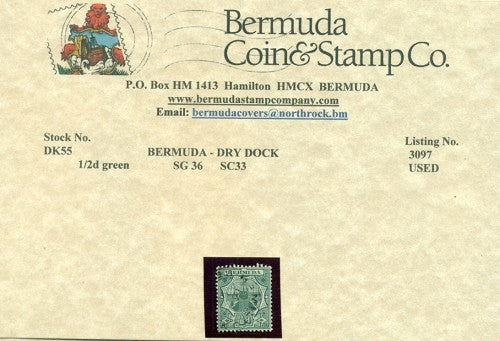 Bermuda
Coin&Stamp Co.
P.O. Box HM 1413 Hamilton HMCX BERMUDA
www.bermudastampcompany.com
Email: bermudacovers@northrock.bm
Stock No.
DK55
1/2d green
BERMUDA - DRY DOCK
SG 36 SC33
Listing No.
3097
USED
BERMUDA